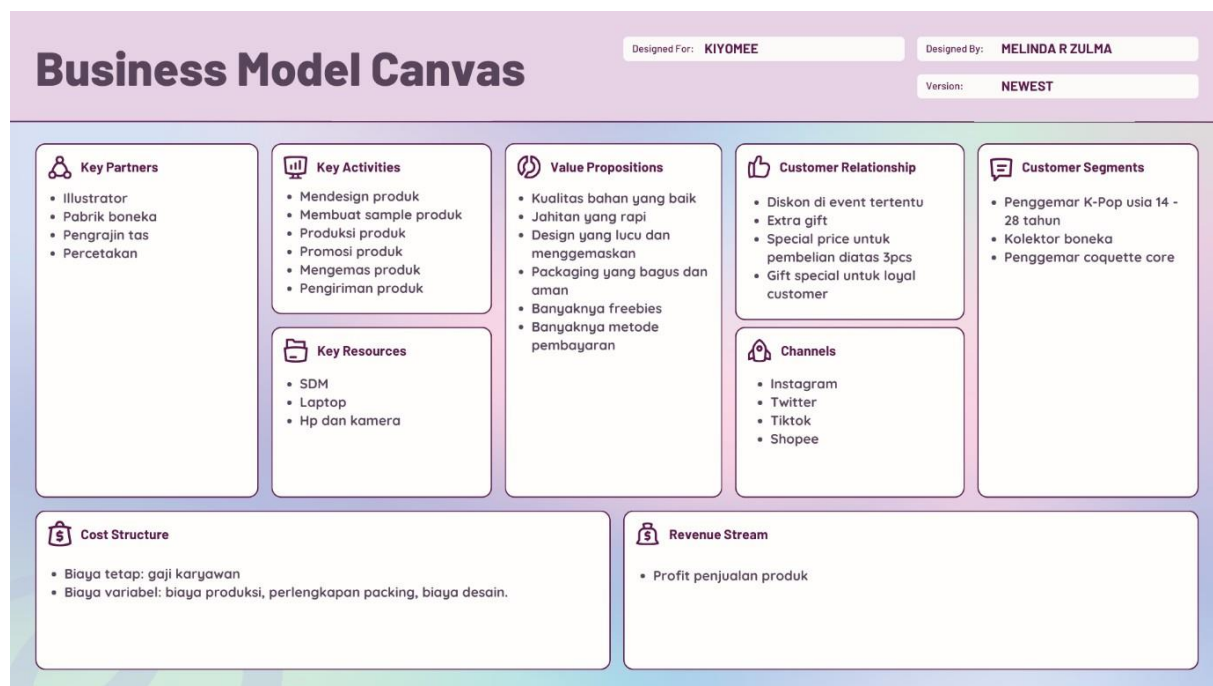 Business Model Canvas
Designed For: KIYOMEE
Designed By: MELINDA R ZULMA
Version: NEWEST
Key Partners
• Illustrator
• Pabrik boneka
• Pengrajin tas
• Percetakan
Key Activities
• Mendesign produk
• Membuat sample produk
• Produksi produk
• Promosi produk
• Mengemas produk
• Pengiriman produk
Key Resources
• SDM
• Laptop
• Hp dan kamera
Value Propositions
• Kualitas bahan yang baik
• Jahitan yang rapi
• Design yang lucu dan
menggemaskan
• Packaging yang bagus dan
aman
• Banyaknya freebies
• Banyaknya metode
pembayaran
Customer Relationship
• Diskon di event tertentu
• Extra gift
• Special price untuk
pembelian diatas 3pcs
• Gift special untuk loyal
customer
Channels
• Instagram
• Twitter
• Tiktok
• Shopee
Customer Segments
• Penggemar K-Pop usia 14 -
28 tahun
• Kolektor boneka
• Penggemar coquette core
Cost Structure
• Biaya tetap: gaji karyawan
• Biaya variabel: biaya produksi, perlengkapan packing, biaya desain.
Revenue Stream
• Profit penjualan produk